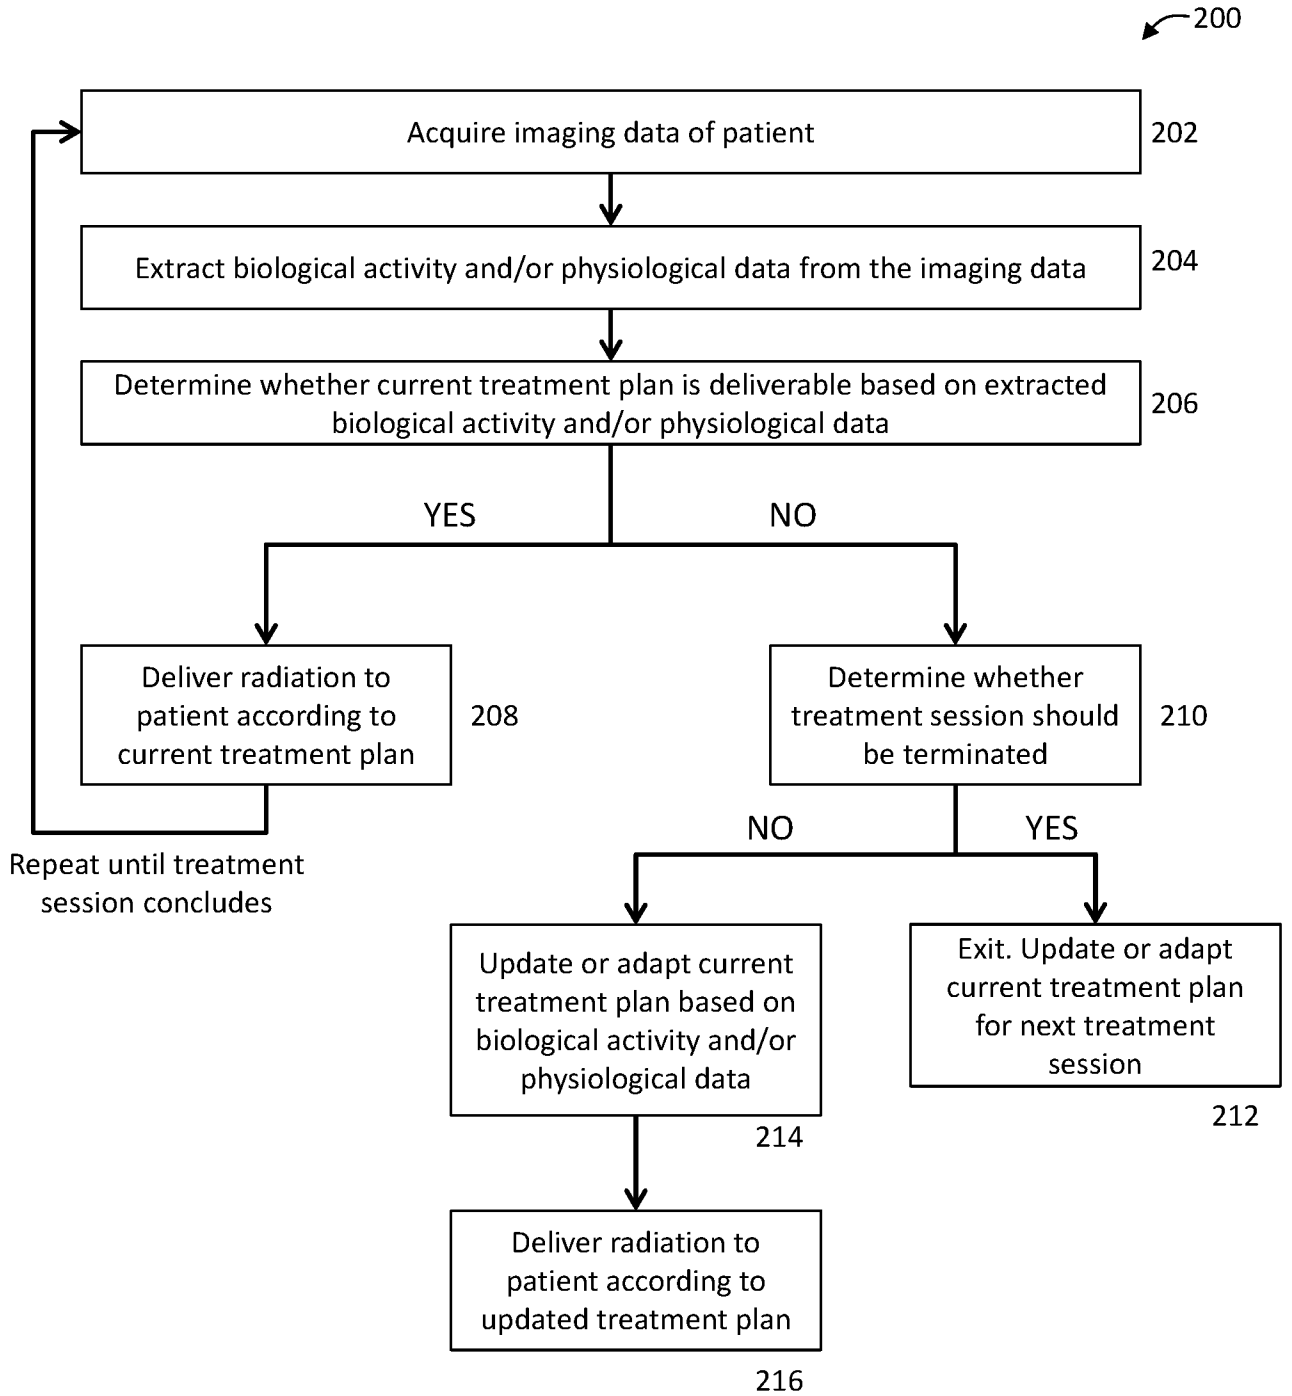 200
Acquire imaging data of patient
202
Extract biological activity and/or physiological data from the imaging data
204
Determine whether current treatment plan is deliverable based on extracted
biological activity and/or physiological data
206
YES
NO
Deliver radiation to
patient according to
current treatment plan
208
Determine whether
treatment session should
be terminated
210
Repeat until treatment
session concludes
NO
YES
Update or adapt current
treatment plan based on
biological activity and/or
physiological data
214
Exit. Update or adapt
current treatment plan
for next treatment
session
212
Deliver radiation to
patient according to
updated treatment plan
216